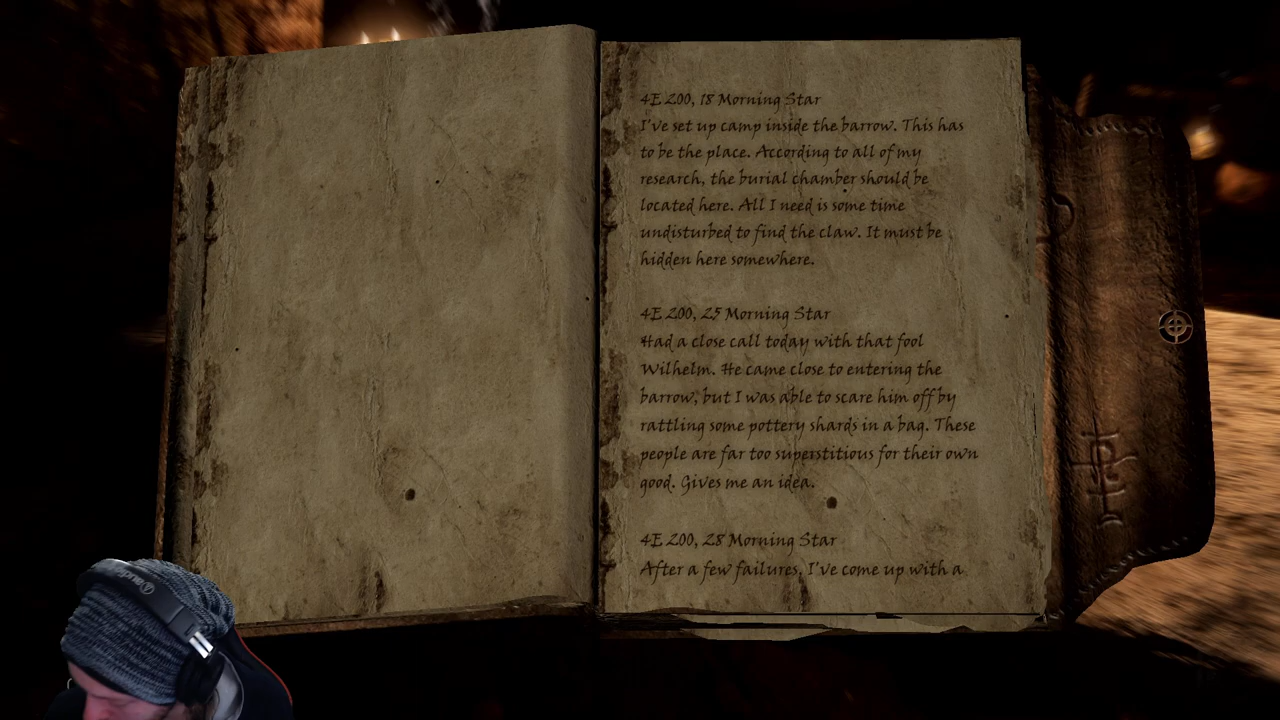 4E 200, 18 Morning Star
I've set up camp inside the barrow. This has
to be the place. According to all of my
research, the burial chamber should be
located here. All I need is some time
undisturbed to find the claw. It must be
hidden here somewhere.
4E 200, 25 Morning Star
Had a close call today with that fool
Wilhelm. He came close to entering the
barrow, but I was able to scare him off by
rattling some pottery shards in a bag. These
people are far too superstitious for their own
good. Gives me an idea.
4E 200, 28 Morning Star
After a few failures, I've come up with a